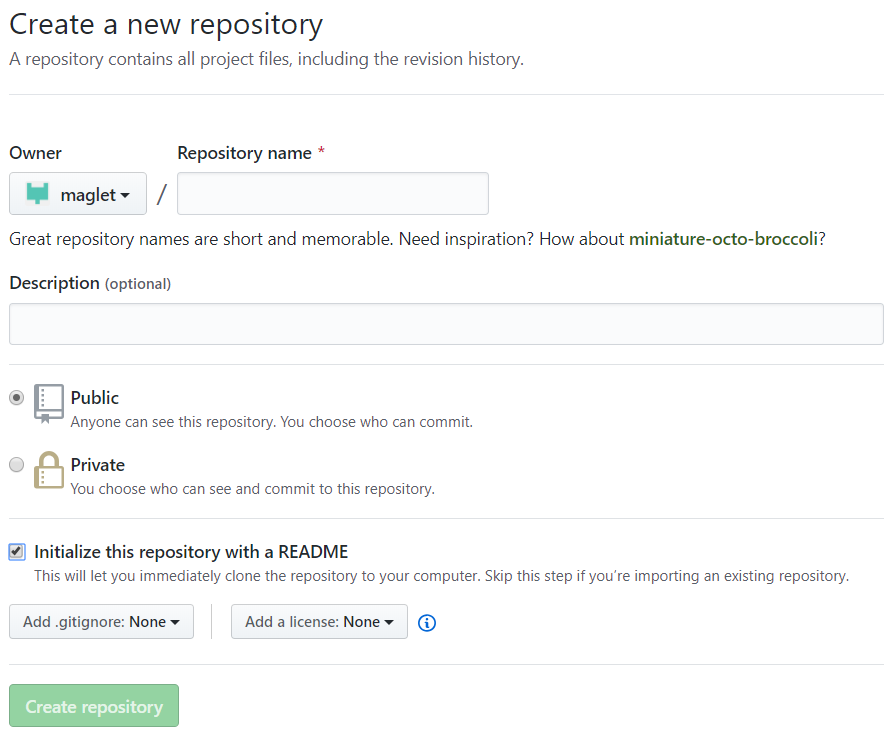 Create a new repository
A repository contains all project files, including the revision history.
Owner
Repository name *
maglet
/
Great repository names are short and memorable. Need inspiration? How about miniature-octo-broccoli?
Description (optional)
Public
Anyone can see this repository. You choose who can commit.
Private
You choose who can see and commit to this repository.
Initialize this repository with a README
This will let you immediately clone the repository to your computer. Skip this step if you’re importing an existing repository.
Add .gitignore: None
Add a license: None
Create repository